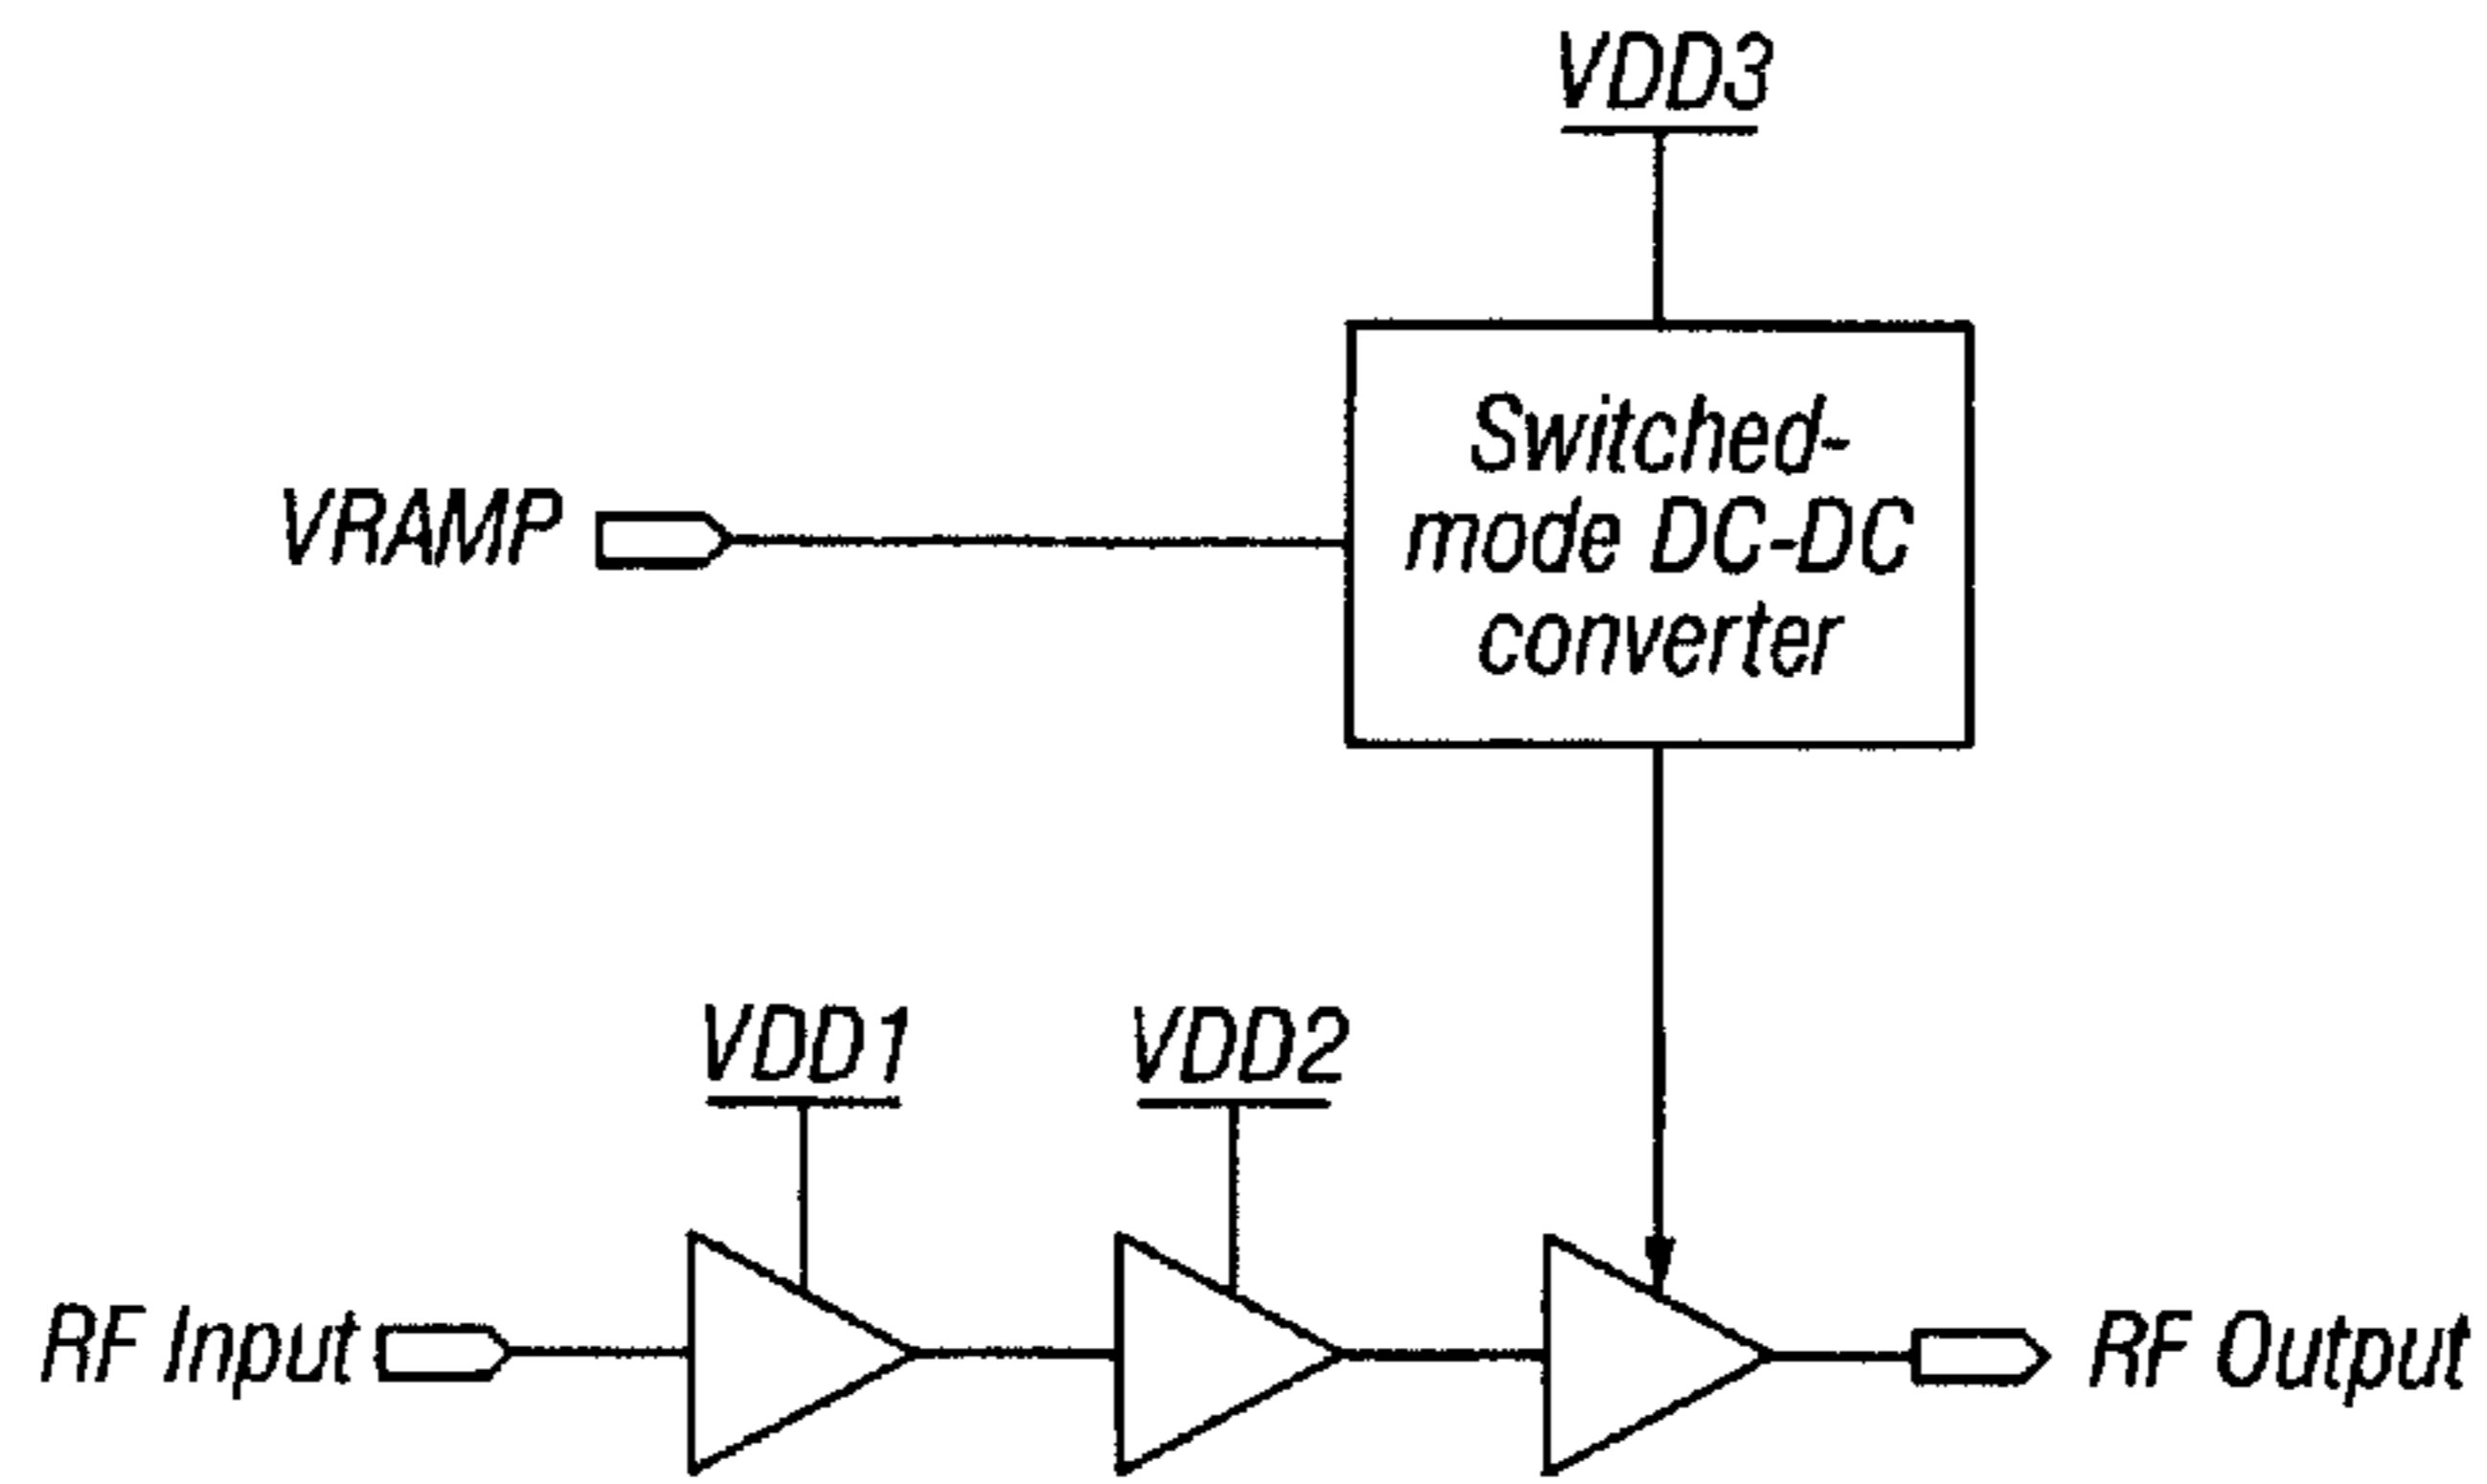 VDD3
Switched-
mode DC-DC
converter
VRAMP
VDD1
VDD2
RF Input
RF Output